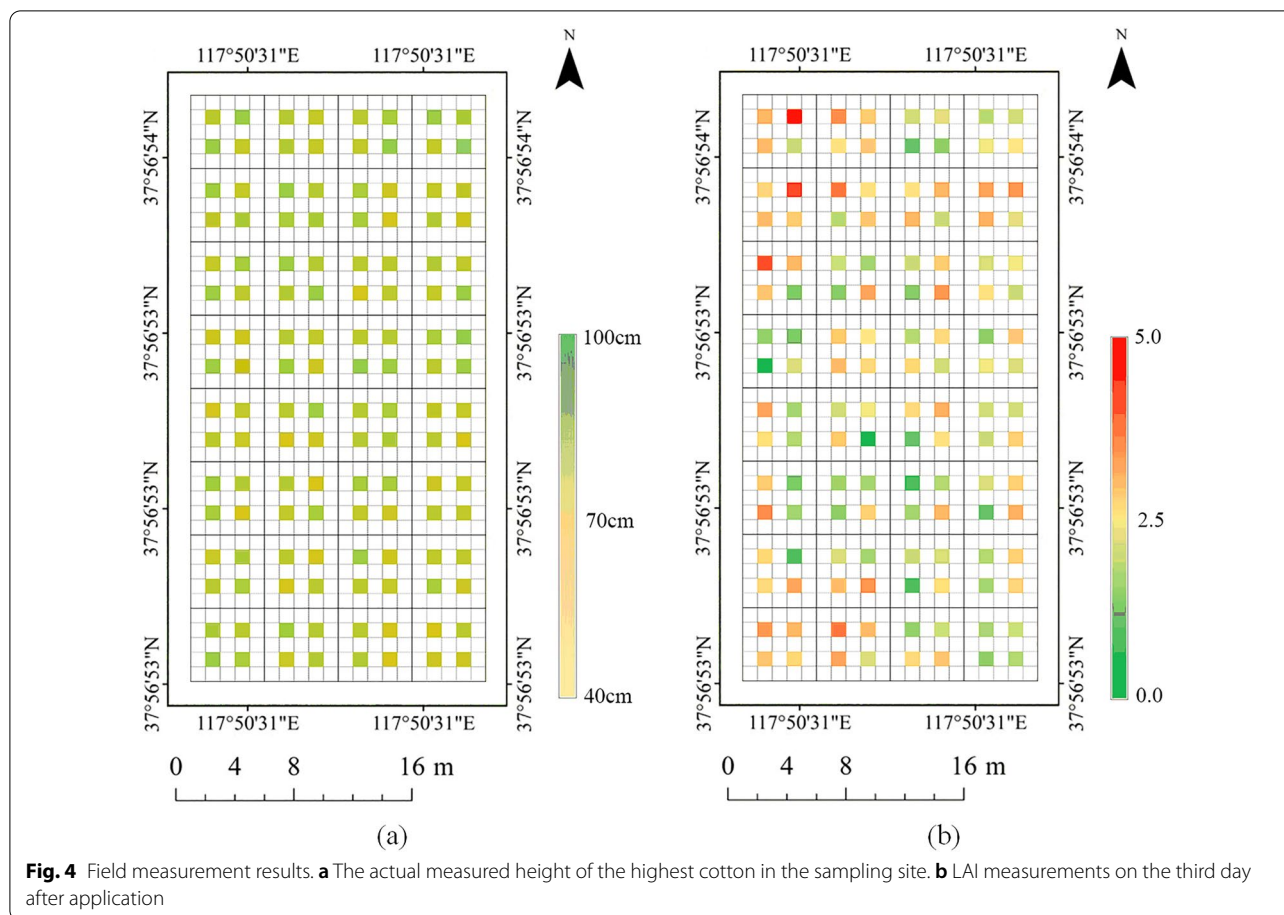 N
N
117°50'31"E 117°50'31"E
117°50'31"E 117°50'31"E
37°56'54"N
37°56'53"N
37°56'53"N
37°56'53"N
37°56'54"N
37°56'53"N
37°56'53"N
37°56'53"N
100cm
70cm
40cm
37°56'54"N
37°56'53"N
37°56'53"N
37°56'53"N
37°56'54"N
37°56'53"N
37°56'53"N
37°56'53"N
5.0
2.5
0.0
117°50'31"E 117°50'31"E
117°50'31"E 117°50'31"E
0 4 8 16 m
0 4 8 16 m
(a)
(b)
Fig. 4 Field measurement results. a The actual measured height of the highest cotton in the sampling site. b LAI measurements on the third day
after application